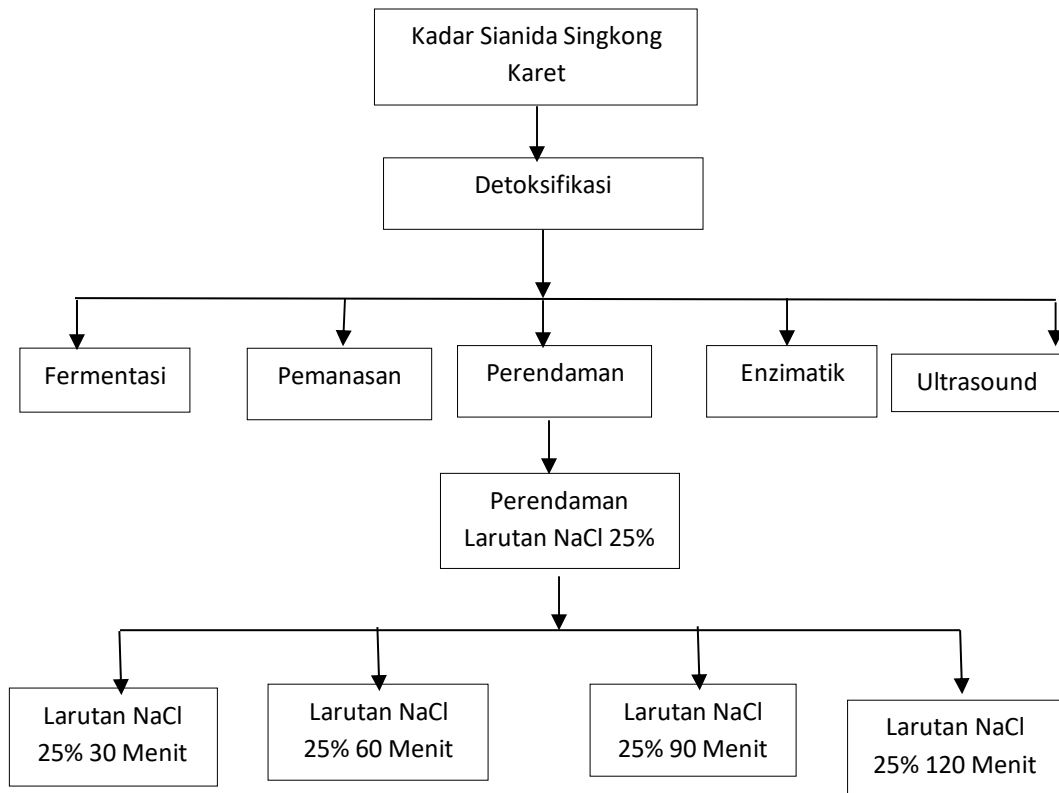 Kadar Sianida Singkong
Karet
Detoksifikasi
Fermentasi
Pemanasan
Perendaman
Enzimatik
Ultrasound
Perendaman
Larutan NaCl 25%
Larutan NaCl
25% 30 Menit
Larutan NaCl
25% 60 Menit
Larutan NaCl
25% 90 Menit
Larutan NaCl
25% 120 Menit